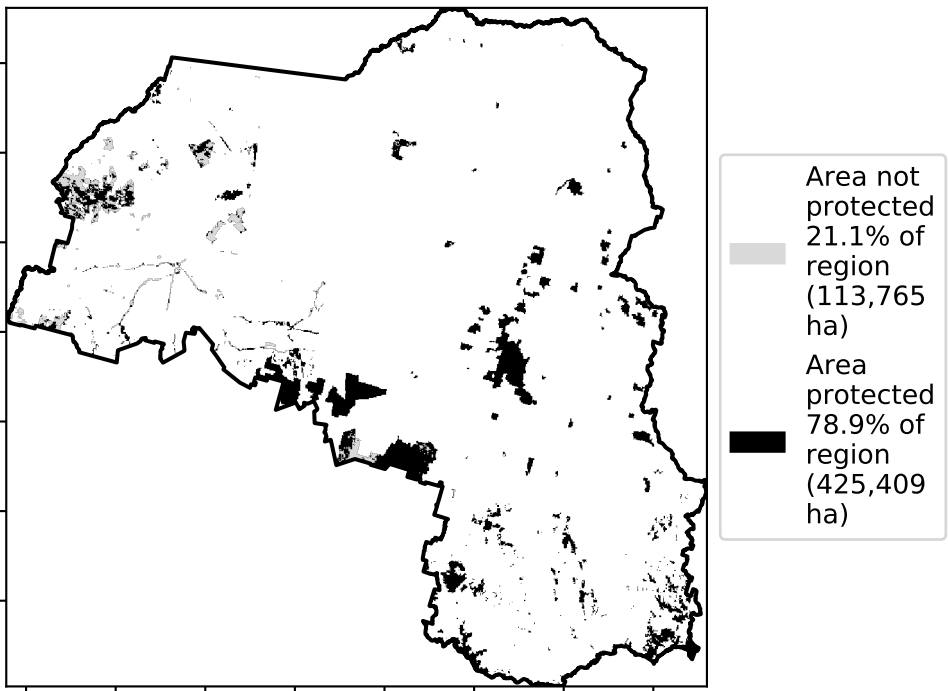 Area not
protected
21.1% of
region
(113,765
ha)
Area
protected
78.9% of
region
(425,409
ha)